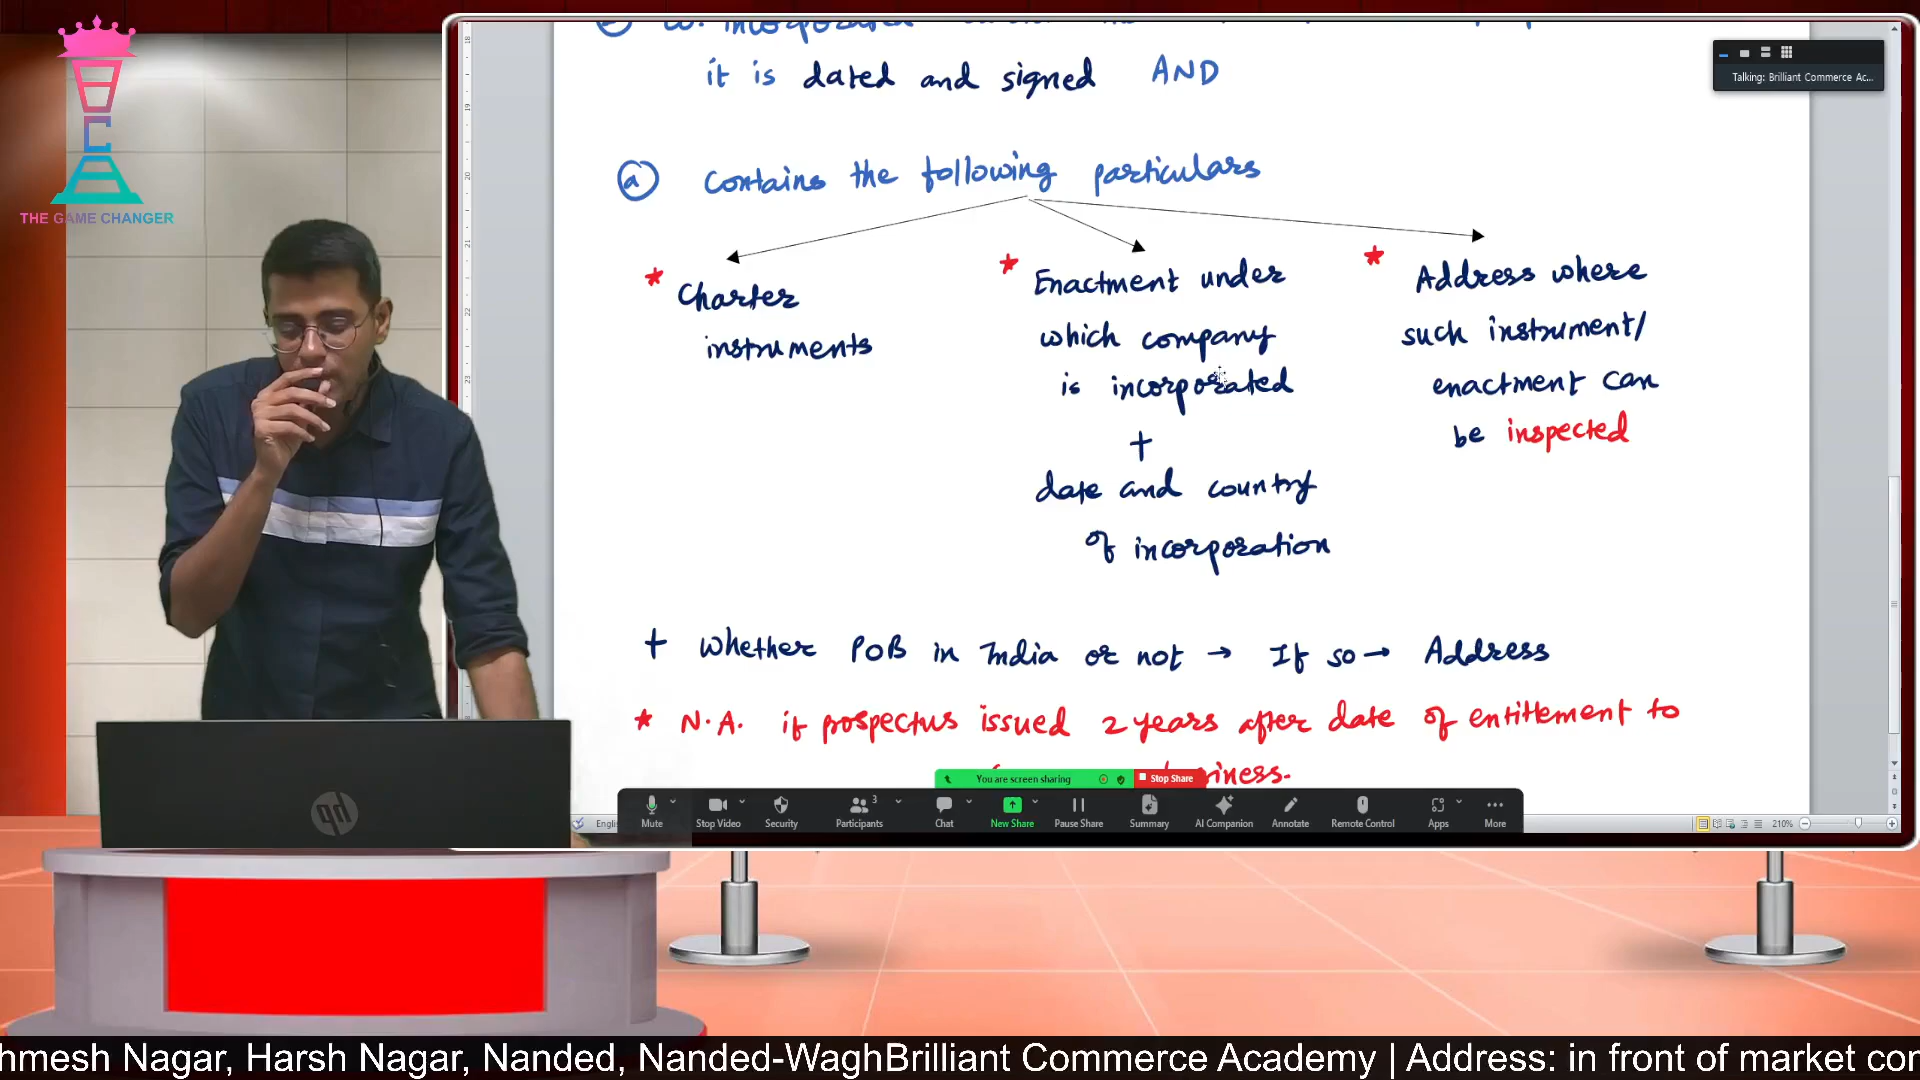 it is dated and signed AND
Talking: Brilliant Commerce Ac...
THE GAME CHANGER
a contains the following particulars
* Charter instruments
* Enactment under which company is incorporated
+
date and country of incorporation
* Address where such instrument/ enactment can be inspected
+ Whether POB in India or not → If so → Address
* N.A. if prospectus issued 2 years after date of entitlement to
You are screen sharing
Stop Share
Mute
Stop Video
Security
Participants
3
Chat
New Share
Pause Share
Summary
AI Companion
Annotate
Remote Control
Apps
More
210%
hp
hmesh Nagar, Harsh Nagar, Nanded, Nanded-WaghBrilliant Commerce Academy | Address: in front of market con